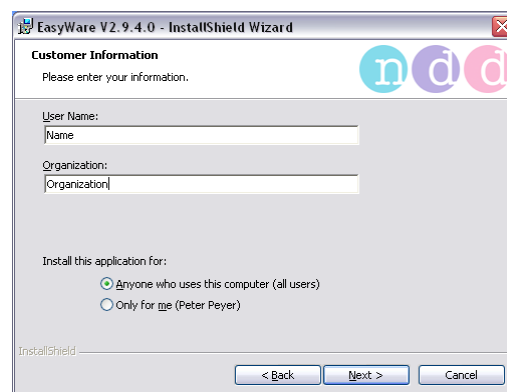 EasyWare V2.9.4.0 - InstallShield Wizard
Customer Information
Please enter your information.
ndd
User Name:
Name
Organization:
Organization
Install this application for:
Anyone who uses this computer (all users)
Only for me (Peter Peyer)
InstallShield
< Back Next > Cancel